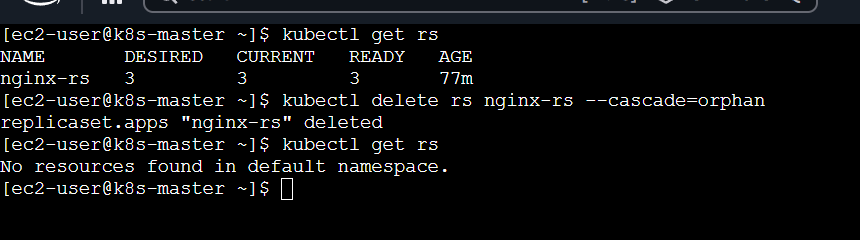 [ec2-user@k8s-master ~]$ kubectl get rs
NAME       DESIRED   CURRENT   READY   AGE
nginx-rs   3         3         3       77m
[ec2-user@k8s-master ~]$ kubectl delete rs nginx-rs --cascade=orphan
replicaset.apps "nginx-rs" deleted
[ec2-user@k8s-master ~]$ kubectl get rs
No resources found in default namespace.
[ec2-user@k8s-master ~]$